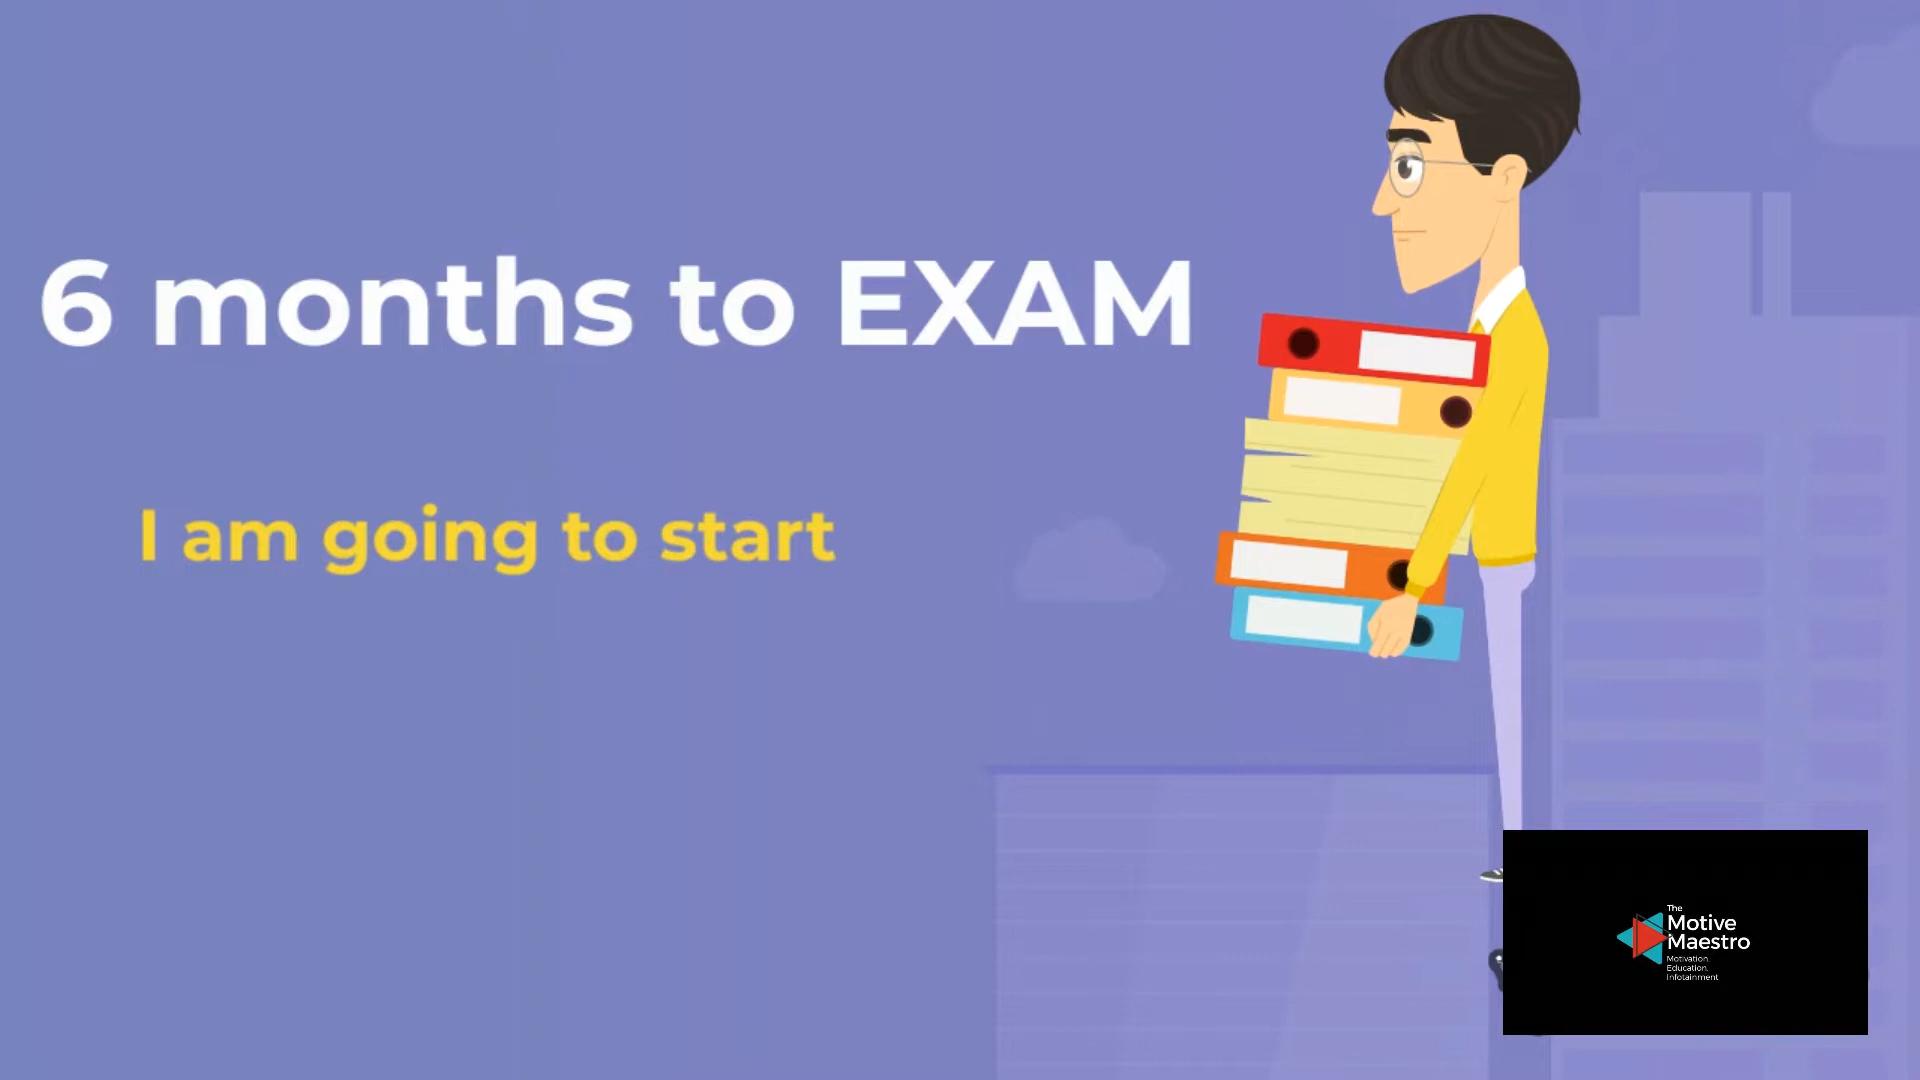 6 months to EXAM
I am going to start
The
Motive
Maestro
Motivation.
Education.
Infotainment